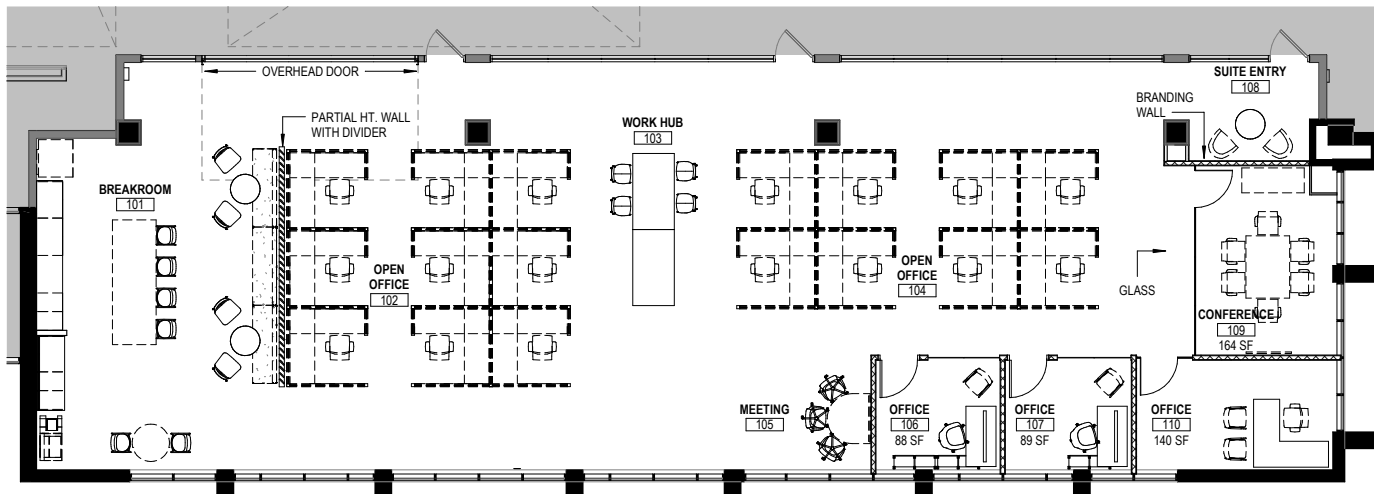 OVERHEAD DOOR
SUITE ENTRY
108
BRANDING
WALL
PARTIAL HT. WALL
WITH DIVIDER
WORK HUB
103
BREAKROOM
101
OPEN
OFFICE
102
OPEN
OFFICE
104
GLASS
CONFERENCE
109
164 SF
MEETING
105
OFFICE
106
88 SF
OFFICE
107
89 SF
OFFICE
110
140 SF